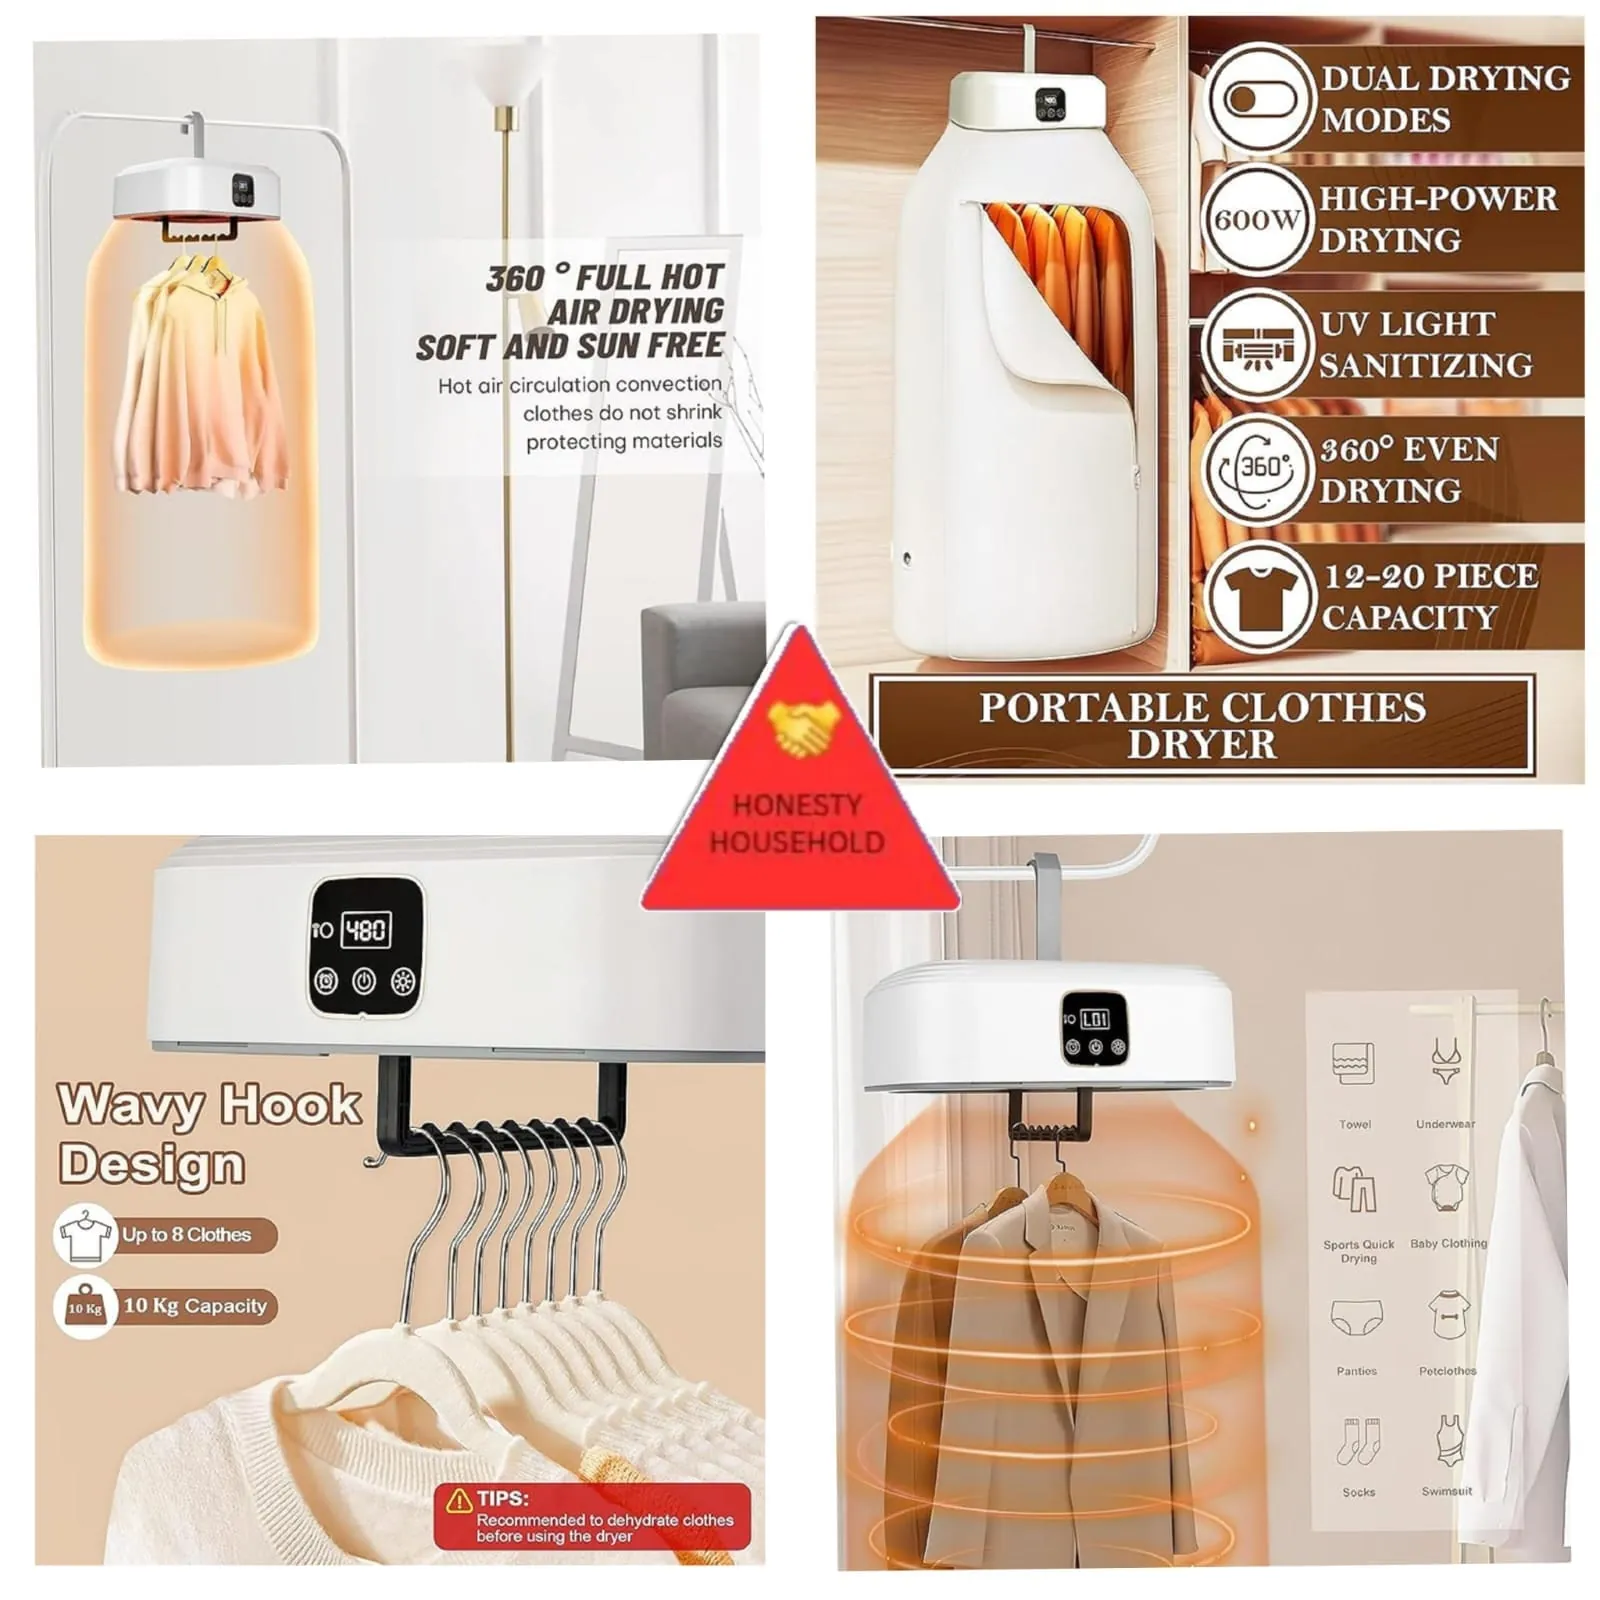 360 ° FULL HOT
AIR DRYING
SOFT AND SUN FREE
Hot air circulation convection
clothes do not shrink
protecting materials
DUAL DRYING
MODES
600W
HIGH-POWER
DRYING
UV LIGHT
SANITIZING
360°
360° EVEN
DRYING
12-20 PIECE
CAPACITY
PORTABLE CLOTHES
DRYER
HONESTY
HOUSEHOLD
480
Wavy Hook
Design
Up to 8 Clothes
10 Kg
10 Kg Capacity
TIPS:
Recommended to dehydrate clothes
before using the dryer
L01
Towel
Underwear
Sports Quick
Drying
Baby Clothing
Panties
Petclothes
Socks
Swimsuit